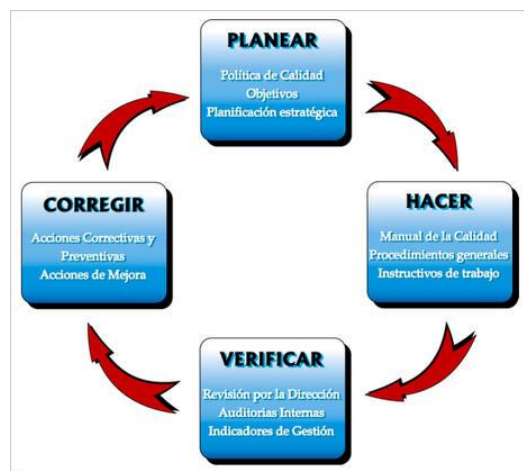 PLANEAR
Política de Calidad
Objetivos
Planificación estratégica
HACER
Manual de la Calidad
Procedimientos generales
Instructivos de trabajo
VERIFICAR
Revisión por la Dirección
Auditorias Internas
Indicadores de Gestión
CORREGIR
Acciones Correctivas y
Preventivas
Acciones de Mejora